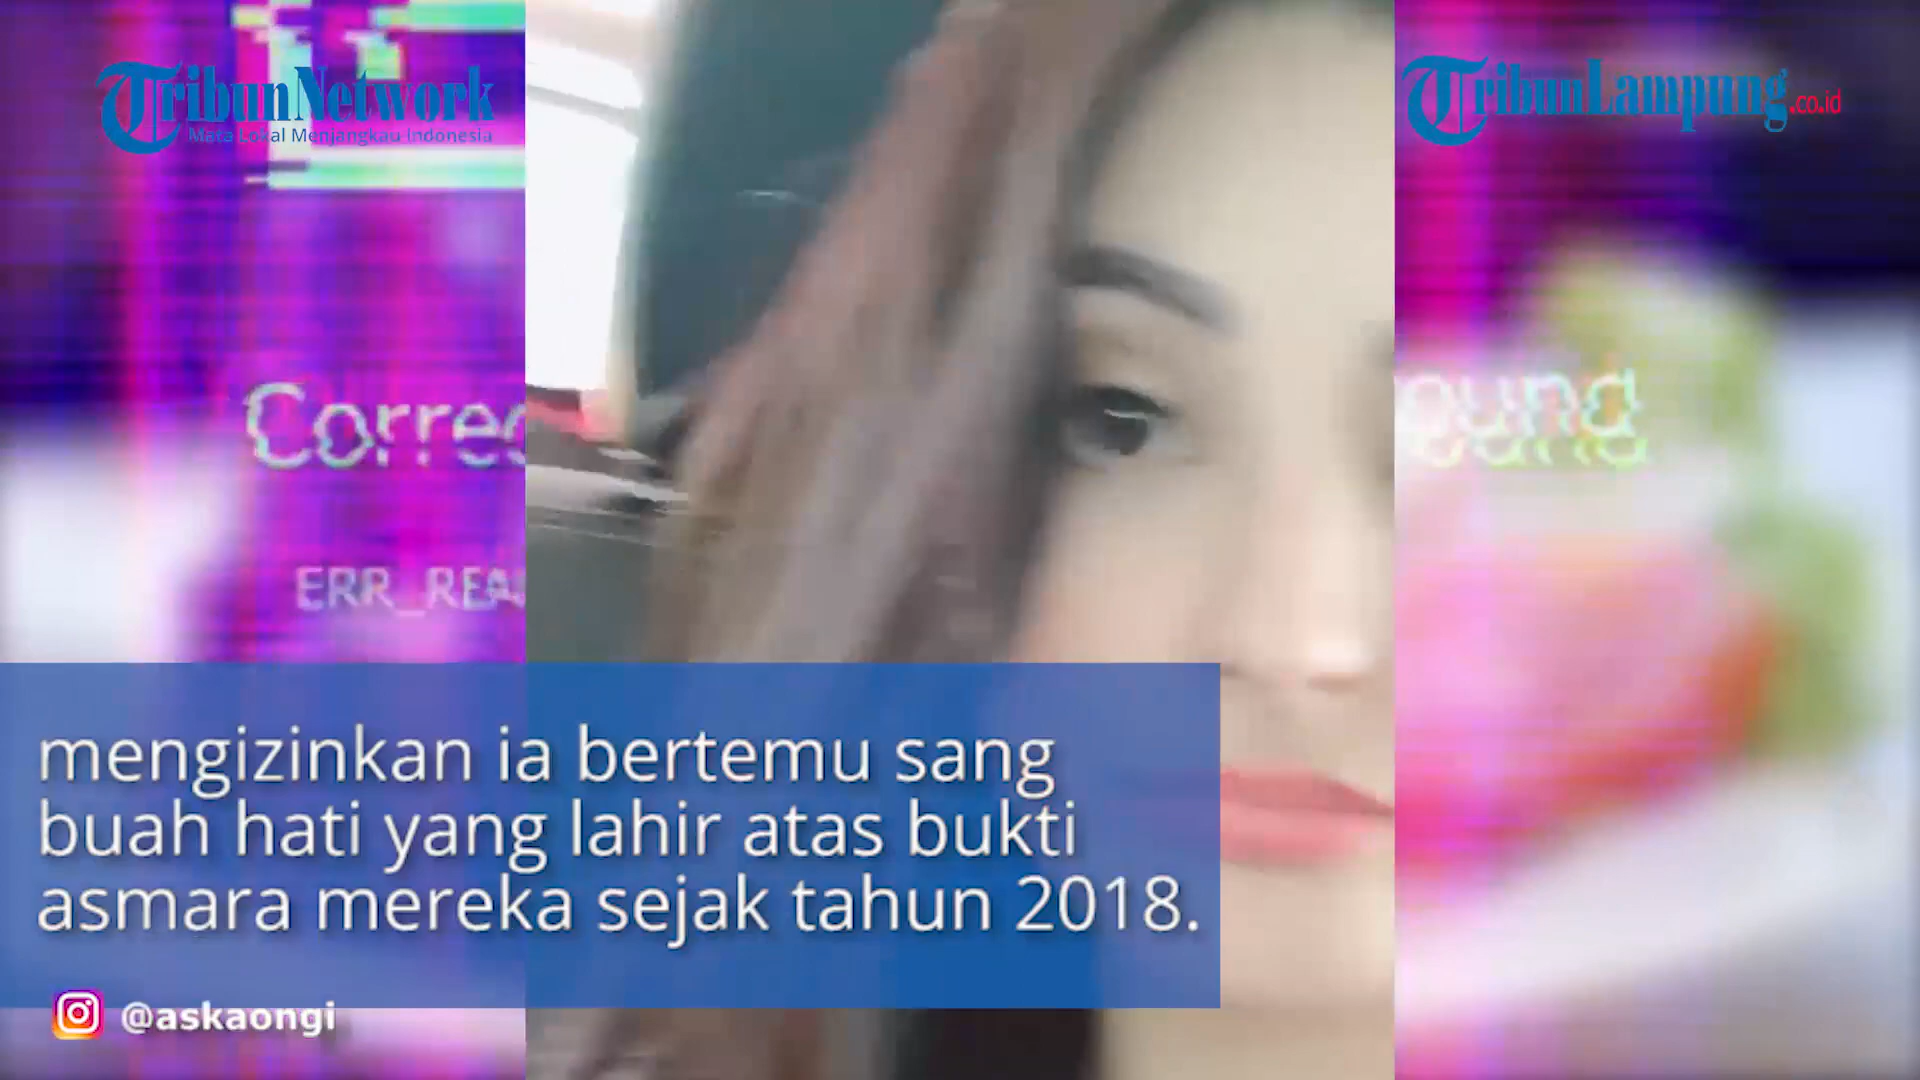 TribunNetwork
Mata Lokal Menjangkau Indonesia
TribunLampung.co.id
Correc
ound
ERR_REA
mengizinkan ia bertemu sang
buah hati yang lahir atas bukti
asmara mereka sejak tahun 2018.
@askaongi